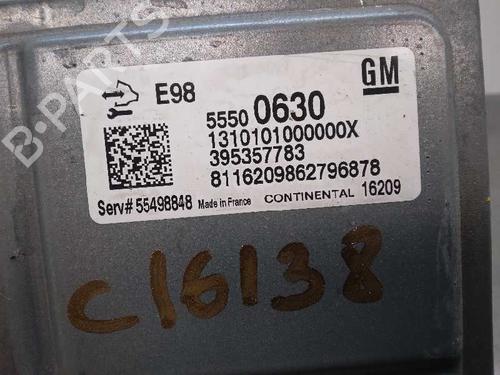 B-PARTS
E98
GM
5550 0630
1310101000000X
395357783
8116209862796878
Serv# 55498848 Made in France CONTINENTAL 16209
C16138